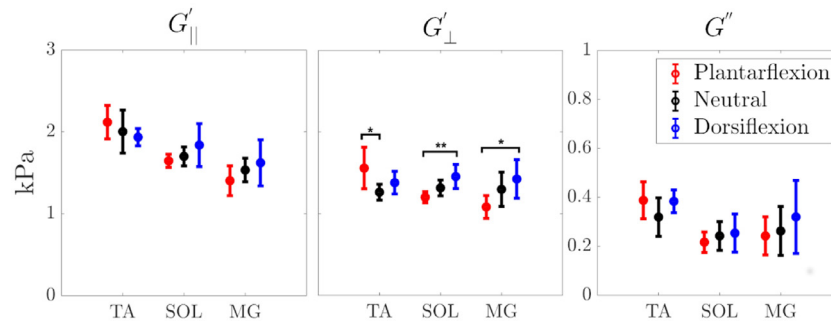 G'||
G'⊥
G''
kPa
3
2
1
0
TA SOL MG
*
**
*
TA SOL MG
1
0.8
0.6
0.4
0.2
0
Plantarflexion
Neutral
Dorsiflexion
TA SOL MG